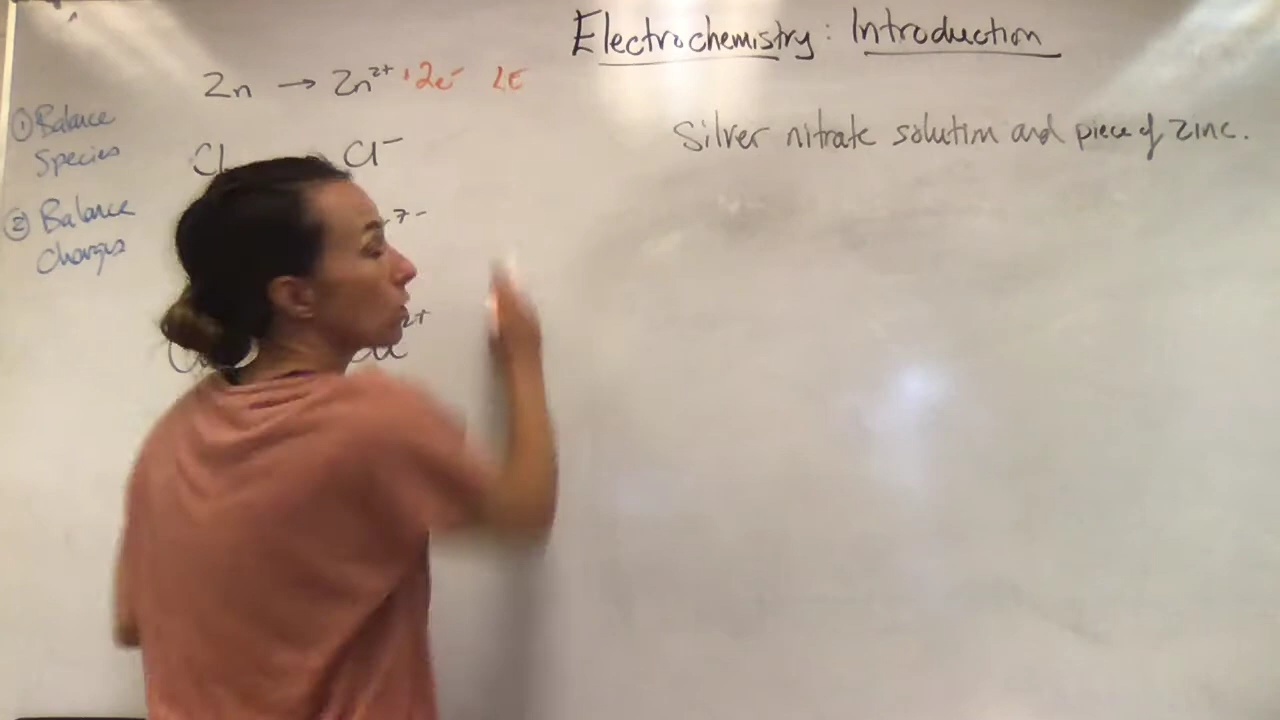 Electrochemistry: Introduction
Zn → Zn²⁺ + 2e⁻
① Balance
Species
Cl⁻
② Balance
Charges
Silver nitrate solution and piece of zinc.